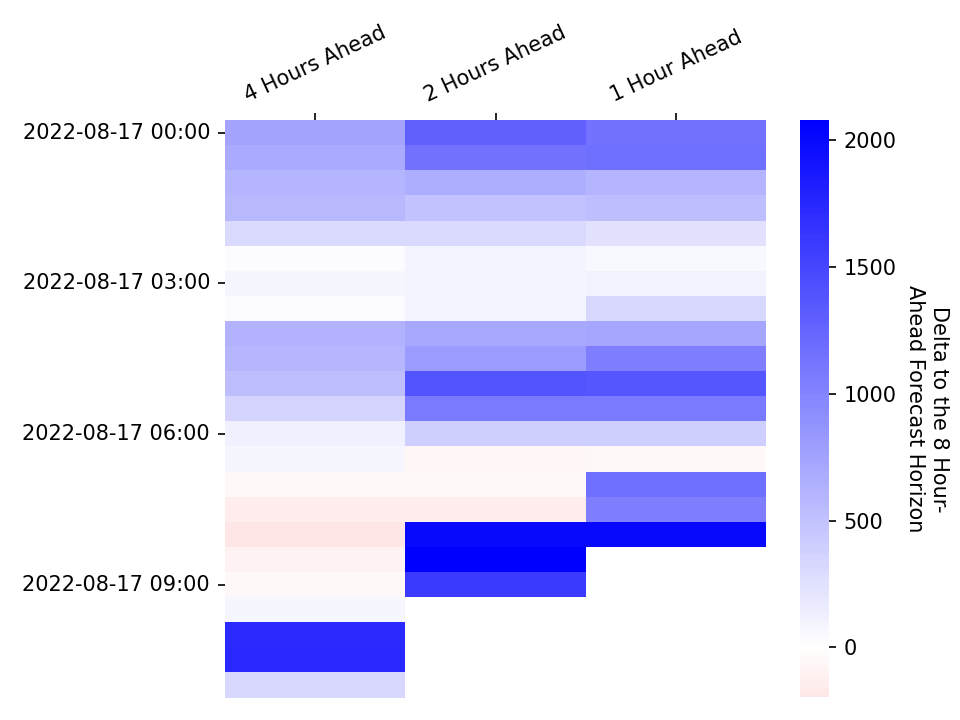 4 Hours Ahead
2 Hours Ahead
1 Hour Ahead
2022-08-17 00:00
2022-08-17 03:00
2022-08-17 06:00
2022-08-17 09:00
2000
1500
1000
500
0
Delta to the 8 Hour-
Ahead Forecast Horizon